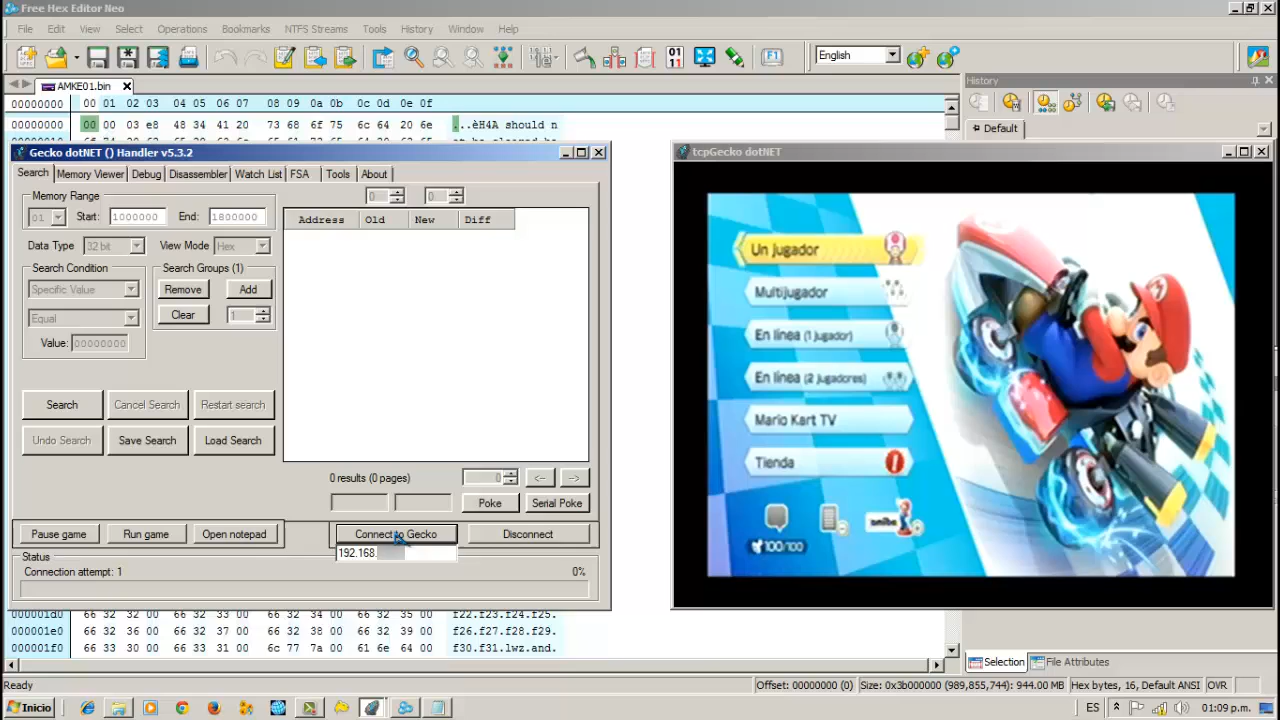 Free Hex Editor Neo
File Edit View Select Operations Bookmarks NTFS Streams Tools History Window Help
English
AMKE01.bin
History
00000000 00 01 02 03 04 05 06 07 08 09 0a 0b 0c 0d 0e 0f
00000000 00 00 03 e8 48 34 41 20 73 68 6f 75 6c 64 20 6e ...èH4A should n
Default
Gecko dotNET () Handler v5.3.2
Search Memory Viewer Debug Disassembler Watch List FSA Tools About
Memory Range
01 Start: 1000000 End: 1800000
Data Type 32 bit View Mode Hex
Search Condition
Specific Value
Equal
Value: 00000000
Search Groups (1)
Remove Add
Clear 1
Search Cancel Search Restart search
Undo Search Save Search Load Search
0 0
Address Old New Diff
0 results (0 pages) 0 <- ->
Poke Serial Poke
Pause game Run game Open notepad Connect to Gecko Disconnect
192.168.
Status
Connection attempt: 1 0%
tcpGecko dotNET
Un jugador
Multijugador
En línea (1 jugador)
En línea (2 jugadores)
Mario Kart TV
Tienda
amiibo
100/100
000001d0 66 32 32 00 66 32 33 00 66 32 34 00 66 32 35 00 f22.f23.f24.f25.
000001e0 66 32 36 00 66 32 37 00 66 32 38 00 66 32 39 00 f26.f27.f28.f29.
000001f0 66 33 30 00 66 33 31 00 6c 77 7a 00 61 6e 64 00 f30.f31.lwz.and.
Selection File Attributes
Ready Offset: 00000000 (0) Size: 0x3b000000 (989,855,744): 944.00 MB Hex bytes, 16, Default ANSI OVR
Inicio ES 01:09 p.m.